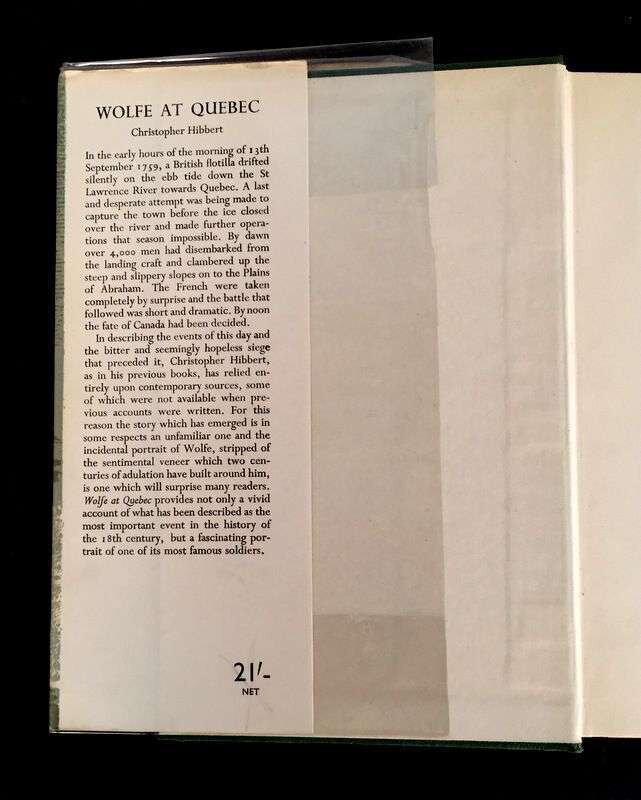 WOLFE AT QUEBEC
Christopher Hibbert
In the early hours of the morning of 13th
September 1759, a British flotilla drifted
silently on the ebb tide down the St
Lawrence River towards Quebec. A last
and desperate attempt was being made to
capture the town before the ice closed
over the river and made further opera-
tions that season impossible. By dawn
over 4,000 men had disembarked from
the landing craft and clambered up the
steep and slippery slopes on to the Plains
of Abraham. The French were taken
completely by surprise and the battle that
followed was short and dramatic. By noon
the fate of Canada had been decided.
In describing the events of this day and
the bitter and seemingly hopeless siege
that preceded it, Christopher Hibbert,
as in his previous books, has relied en-
tirely upon contemporary sources, some
of which were not available when pre-
vious accounts were written. For this
reason the story which has emerged is in
some respects an unfamiliar one and the
incidental portrait of Wolfe, stripped of
the sentimental veneer which two cen-
turies of adulation have built around him,
is one which will surprise many readers.
Wolfe at Quebec provides not only a vivid
account of what has been described as the
most important event in the history of
the 18th century, but a fascinating por-
trait of one of its most famous soldiers.
21/-
NET